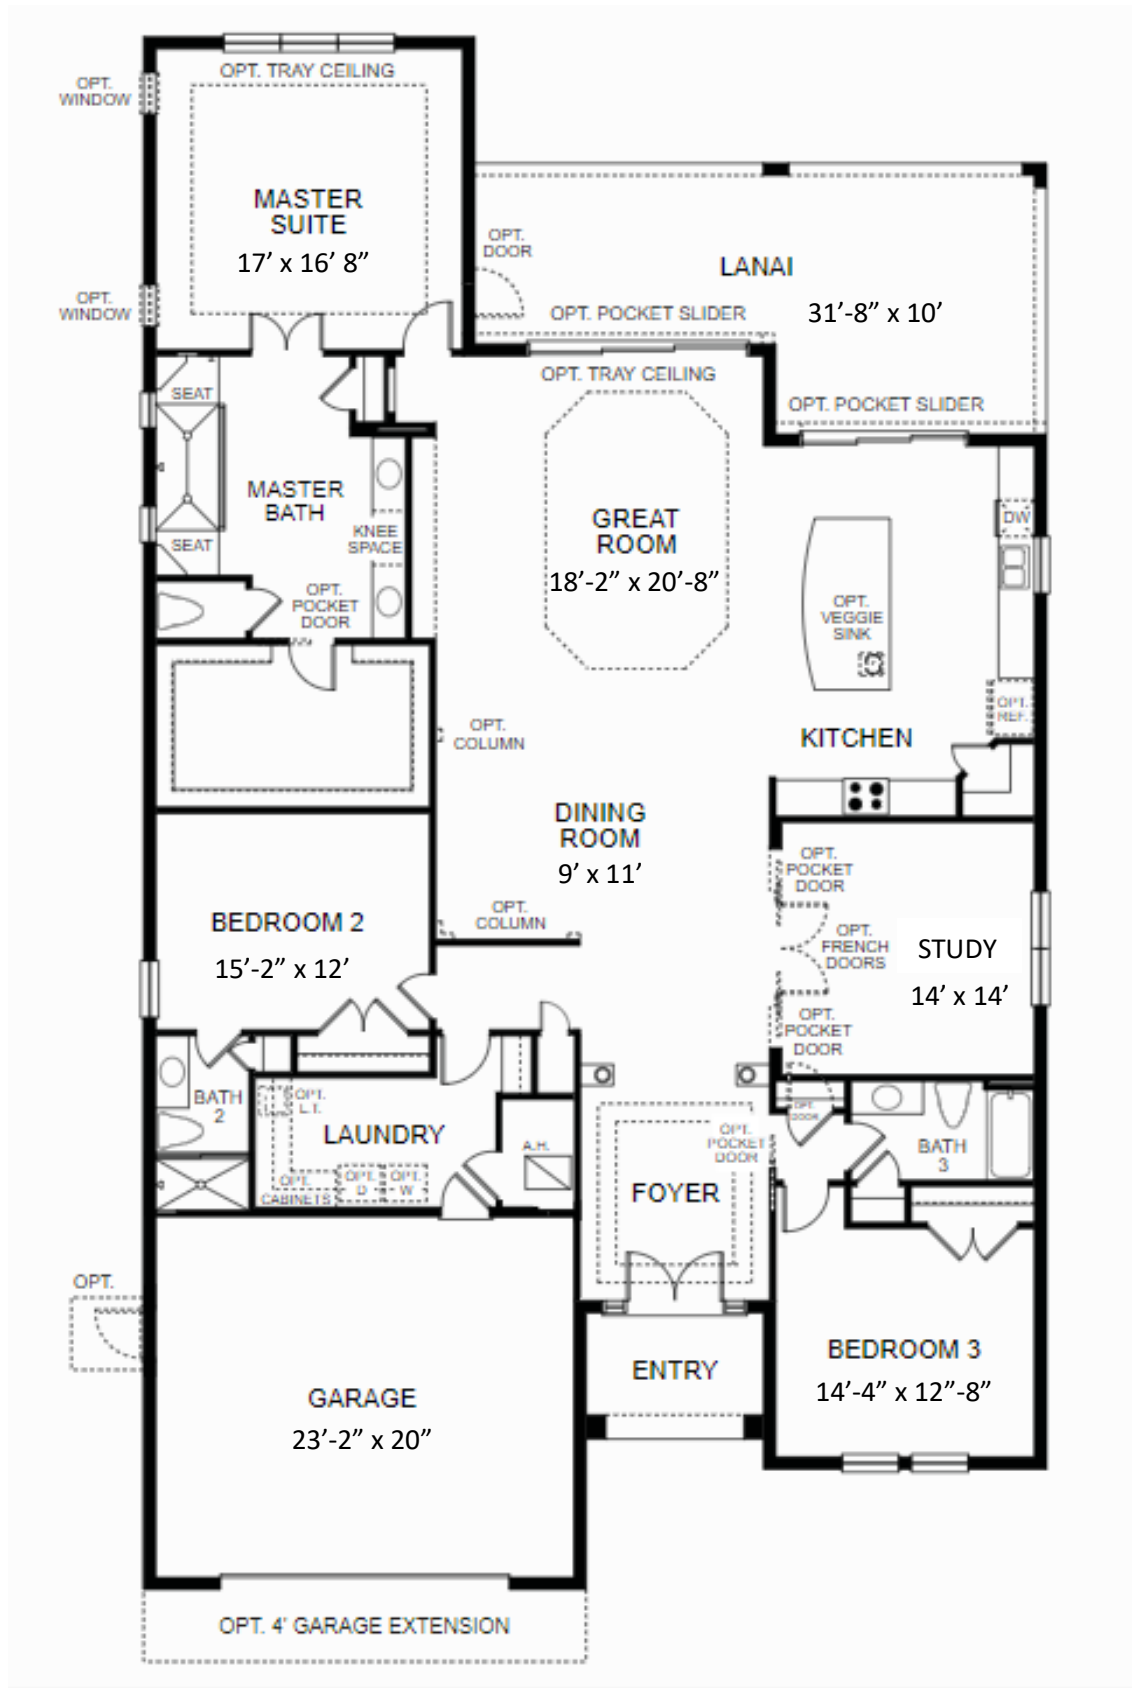 OPT. TRAY CEILING
OPT.
WINDOW
MASTER
SUITE
17’ x 16’ 8”
OPT.
DOOR
LANAI
OPT.
WINDOW
OPT. POCKET SLIDER
31’-8” x 10’
OPT. TRAY CEILING
SEAT
OPT. POCKET SLIDER
MASTER
BATH
GREAT
ROOM
18’-2” x 20’-8”
DW
KNEE
SPACE
SEAT
OPT.
POCKET
DOOR
OPT.
VEGGIE
SINK
OPT.
REF.
OPT.
COLUMN
KITCHEN
DINING
ROOM
9’ x 11’
OPT.
POCKET
DOOR
OPT.
COLUMN
BEDROOM 2
15’-2” x 12’
OPT.
FRENCH
DOORS
STUDY
14’ x 14’
OPT.
POCKET
DOOR
BATH
2
OPT.
L.T.
LAUNDRY
OPT.
DOOR
OPT.
POCKET
DOOR
A.H.
BATH
3
OPT.
CABINETS
OPT.
D
OPT.
W
FOYER
OPT.
BEDROOM 3
14’-4” x 12”-8”
ENTRY
GARAGE
23’-2” x 20”
OPT. 4' GARAGE EXTENSION